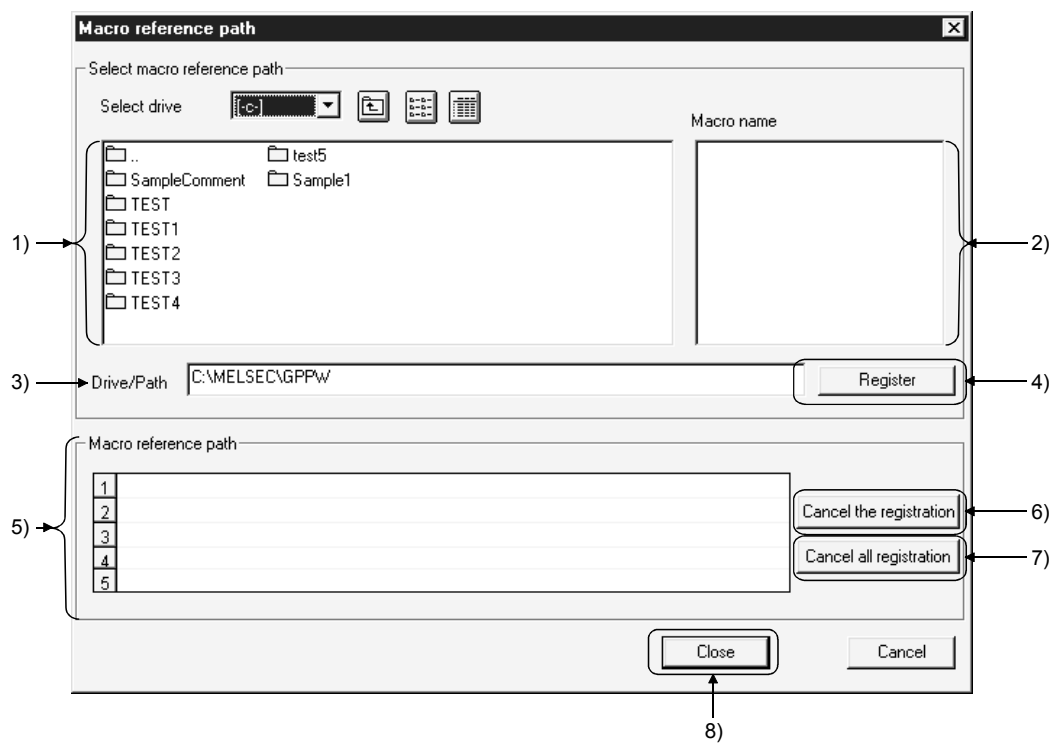 Macro reference path
Select macro reference path
Select drive [-c-]
Macro name
.. test5
SampleComment Sample1
TEST
TEST1
1) 2)
TEST2
TEST3
TEST4
3) Drive/Path C:\MELSEC\GPPW Register 4)
Macro reference path
1
2 Cancel the registration 6)
5) 3
4 Cancel all registration 7)
5
Close Cancel
8)